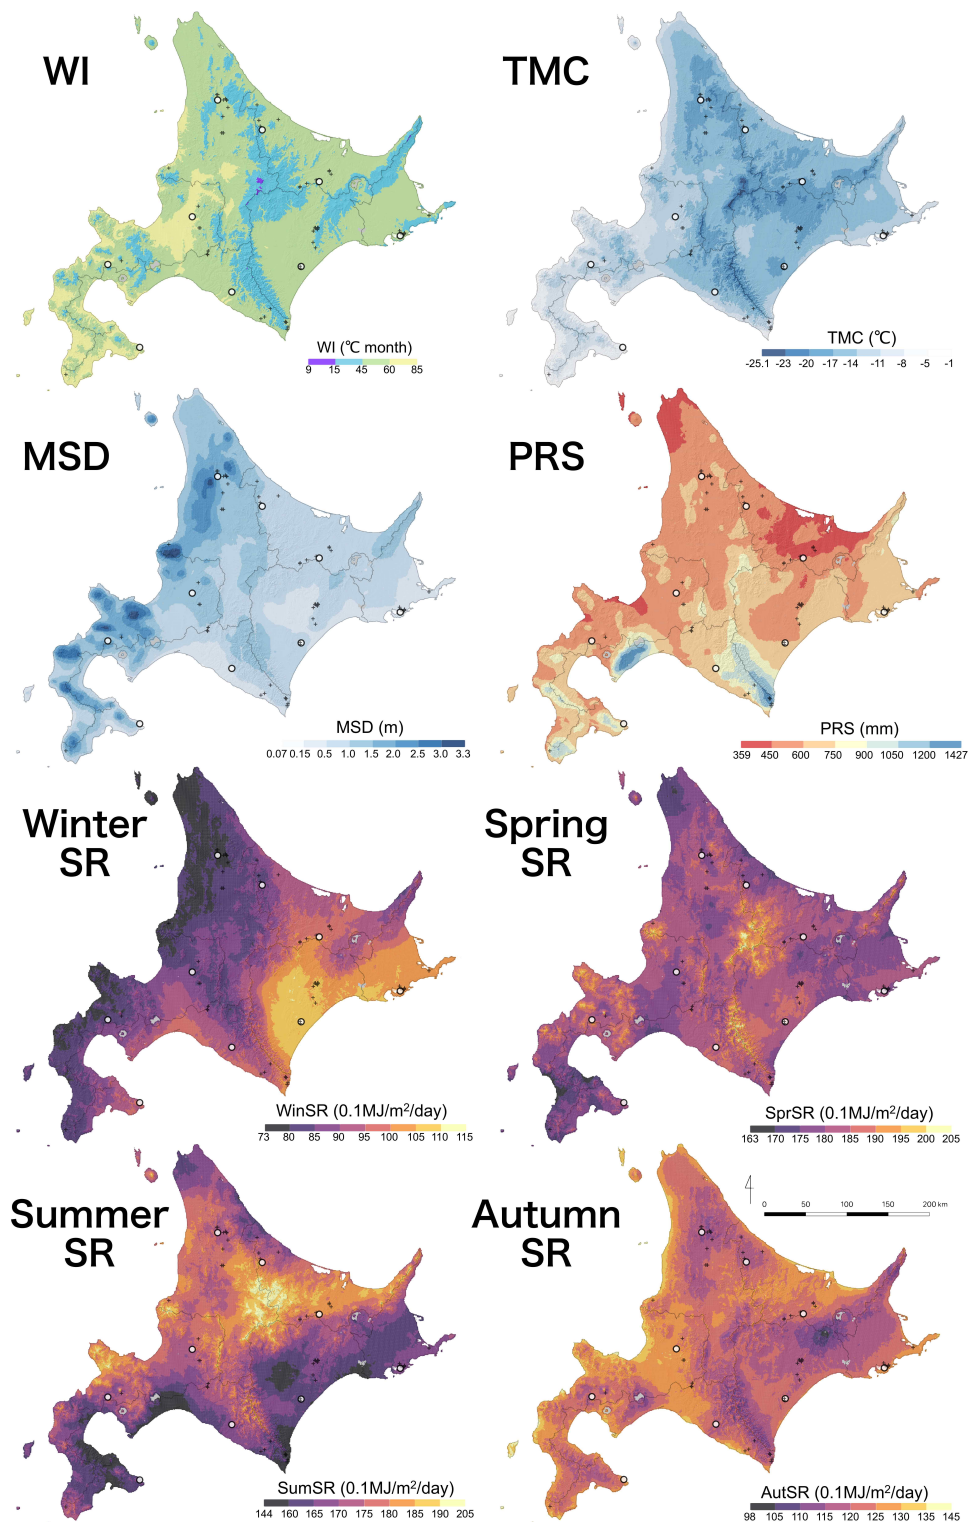 WI
TMC
WI (℃ month)
9 15 45 60 85
TMC (℃)
-25.1 -23 -20 -17 -14 -11 -8 -5 -1
MSD
PRS
MSD (m)
0.07 0.15 0.5 1.0 1.5 2.0 2.5 3.0 3.3
PRS (mm)
359 450 600 750 900 1050 1200 1427
Winter
SR
Spring
SR
WinSR (0.1MJ/m²/day)
73 80 85 90 95 100 105 110 115
SprSR (0.1MJ/m²/day)
163 170 175 180 185 190 195 200 205
Summer
SR
Autumn
SR
0 50 100 150 200 km
SumSR (0.1MJ/m²/day)
144 160 165 175 180 185 190 205
AutSR (0.1MJ/m²/day)
98 105 110 115 120 125 130 135 145